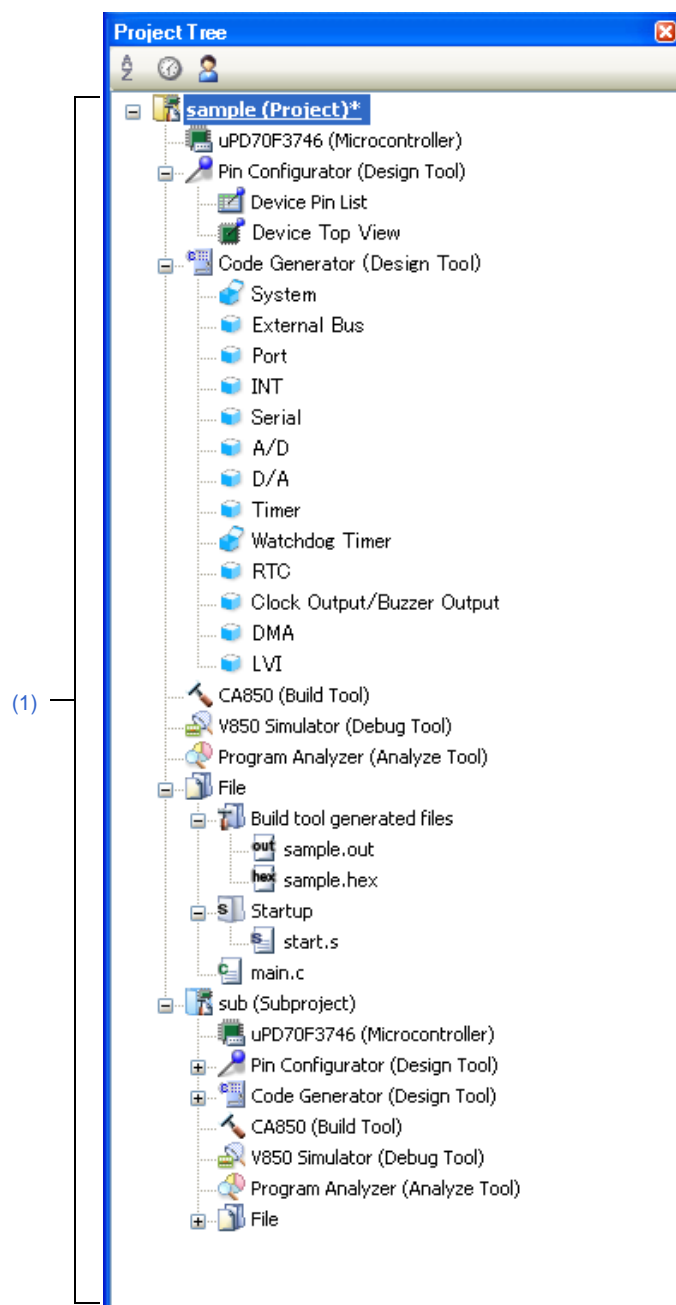 Project Tree
A
Z
sample (Project)*
uPD70F3746 (Microcontroller)
Pin Configurator (Design Tool)
Device Pin List
Device Top View
Code Generator (Design Tool)
System
External Bus
Port
INT
Serial
A/D
D/A
Timer
Watchdog Timer
RTC
Clock Output/Buzzer Output
DMA
LVI
(1)
CA850 (Build Tool)
V850 Simulator (Debug Tool)
Program Analyzer (Analyze Tool)
File
Build tool generated files
out sample.out
hex sample.hex
S Startup
S start.s
C main.c
sub (Subproject)
uPD70F3746 (Microcontroller)
Pin Configurator (Design Tool)
Code Generator (Design Tool)
CA850 (Build Tool)
V850 Simulator (Debug Tool)
Program Analyzer (Analyze Tool)
File